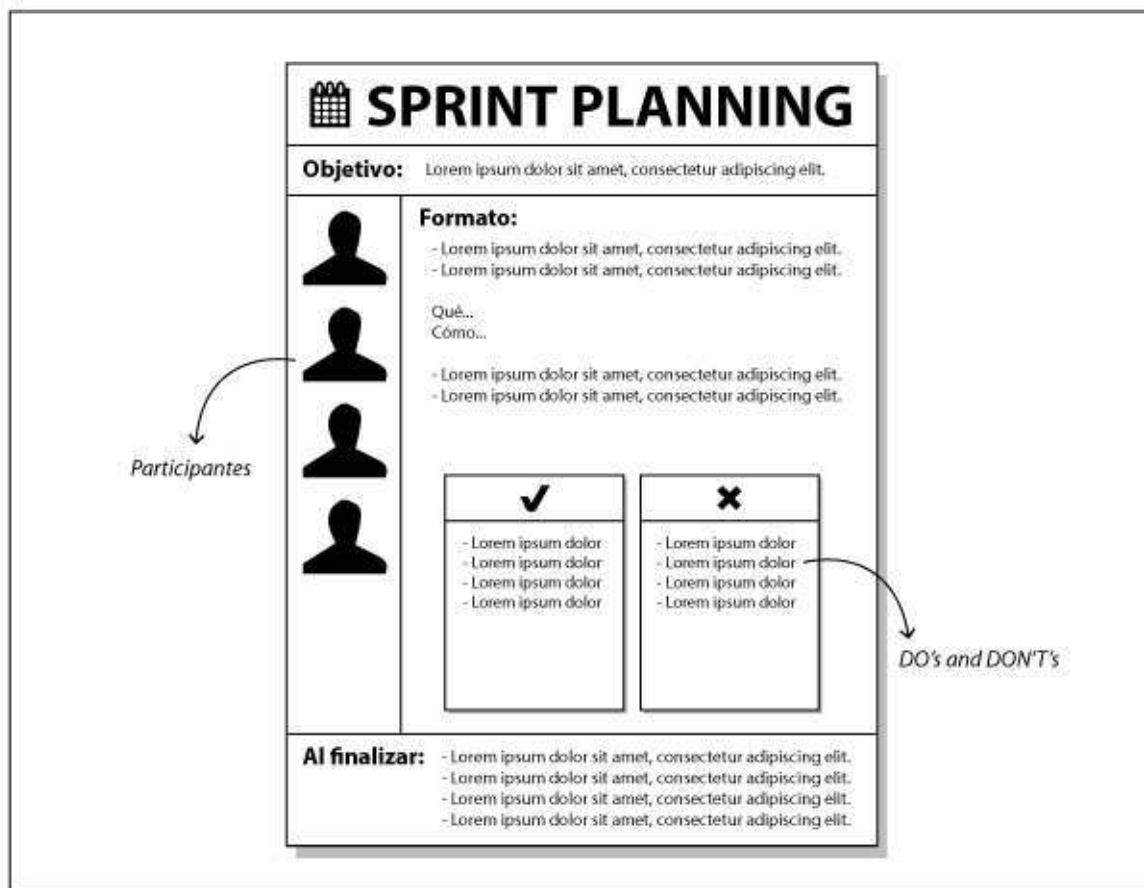 SPRINT PLANNING
Objetivo: Lorem ipsum dolor sit amet, consectetur adipiscing elit.
Formato:
- Lorem ipsum dolor sit amet, consectetur adipiscing elit.
- Lorem ipsum dolor sit amet, consectetur adipiscing elit.
Qué...
Cómo...
- Lorem ipsum dolor sit amet, consectetur adipiscing elit.
- Lorem ipsum dolor sit amet, consectetur adipiscing elit.
Participantes
- Lorem ipsum dolor
- Lorem ipsum dolor
- Lorem ipsum dolor
- Lorem ipsum dolor
- Lorem ipsum dolor
- Lorem ipsum dolor
- Lorem ipsum dolor
- Lorem ipsum dolor
DO's and DON'T's
Al finalizar: - Lorem ipsum dolor sit amet, consectetur adipiscing elit.
- Lorem ipsum dolor sit amet, consectetur adipiscing elit.
- Lorem ipsum dolor sit amet, consectetur adipiscing elit.
- Lorem ipsum dolor sit amet, consectetur adipiscing elit.